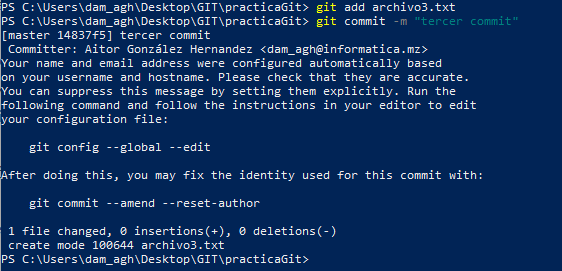 PS C:\Users\dam_agh\Desktop\GIT\practicaGit> git add archivo3.txt
PS C:\Users\dam_agh\Desktop\GIT\practicaGit> git commit -m "tercer commit"
[master 14837f5] tercer commit
 Committer: Aitor González Hernandez <dam_agh@informatica.mz>
Your name and email address were configured automatically based
on your username and hostname. Please check that they are accurate.
You can suppress this message by setting them explicitly. Run the
following command and follow the instructions in your editor to edit
your configuration file:

    git config --global --edit

After doing this, you may fix the identity used for this commit with:

    git commit --amend --reset-author

 1 file changed, 0 insertions(+), 0 deletions(-)
 create mode 100644 archivo3.txt
PS C:\Users\dam_agh\Desktop\GIT\practicaGit>